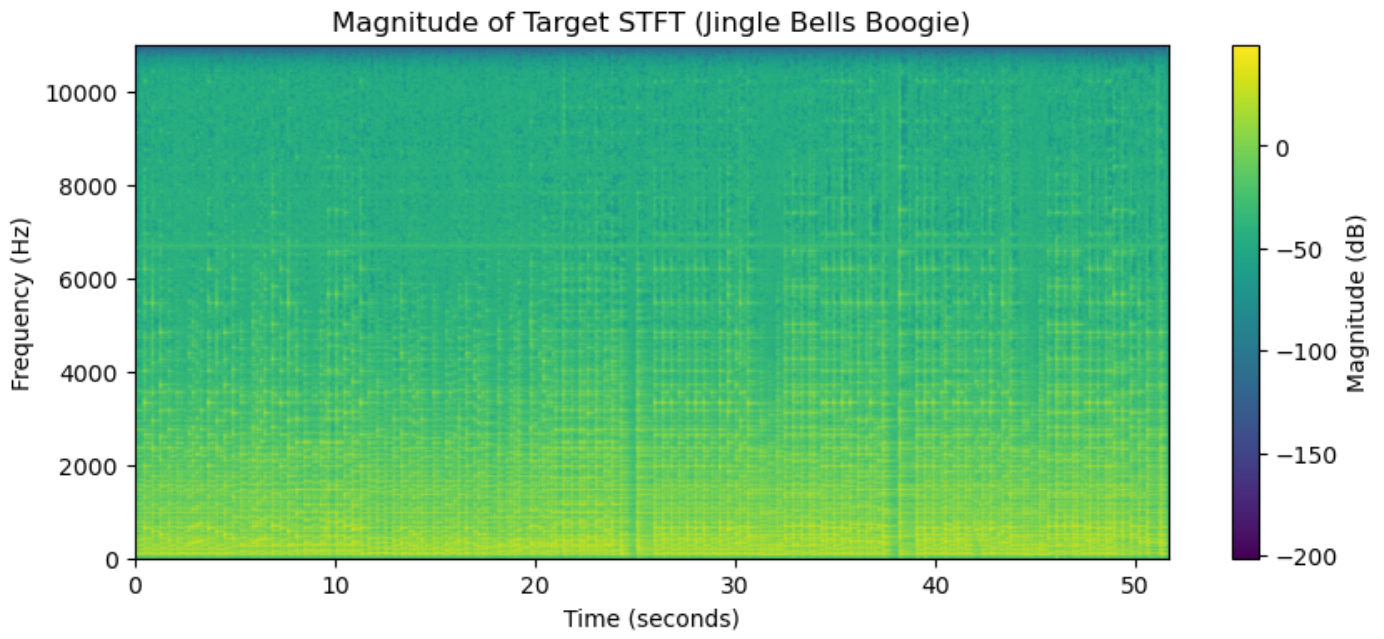 Magnitude of Target STFT (Jingle Bells Boogie)
10000
8000
6000
4000
2000
0
Frequency (Hz)
0 10 20 30 40 50
Time (seconds)
0
−50
−100
−150
−200
Magnitude (dB)